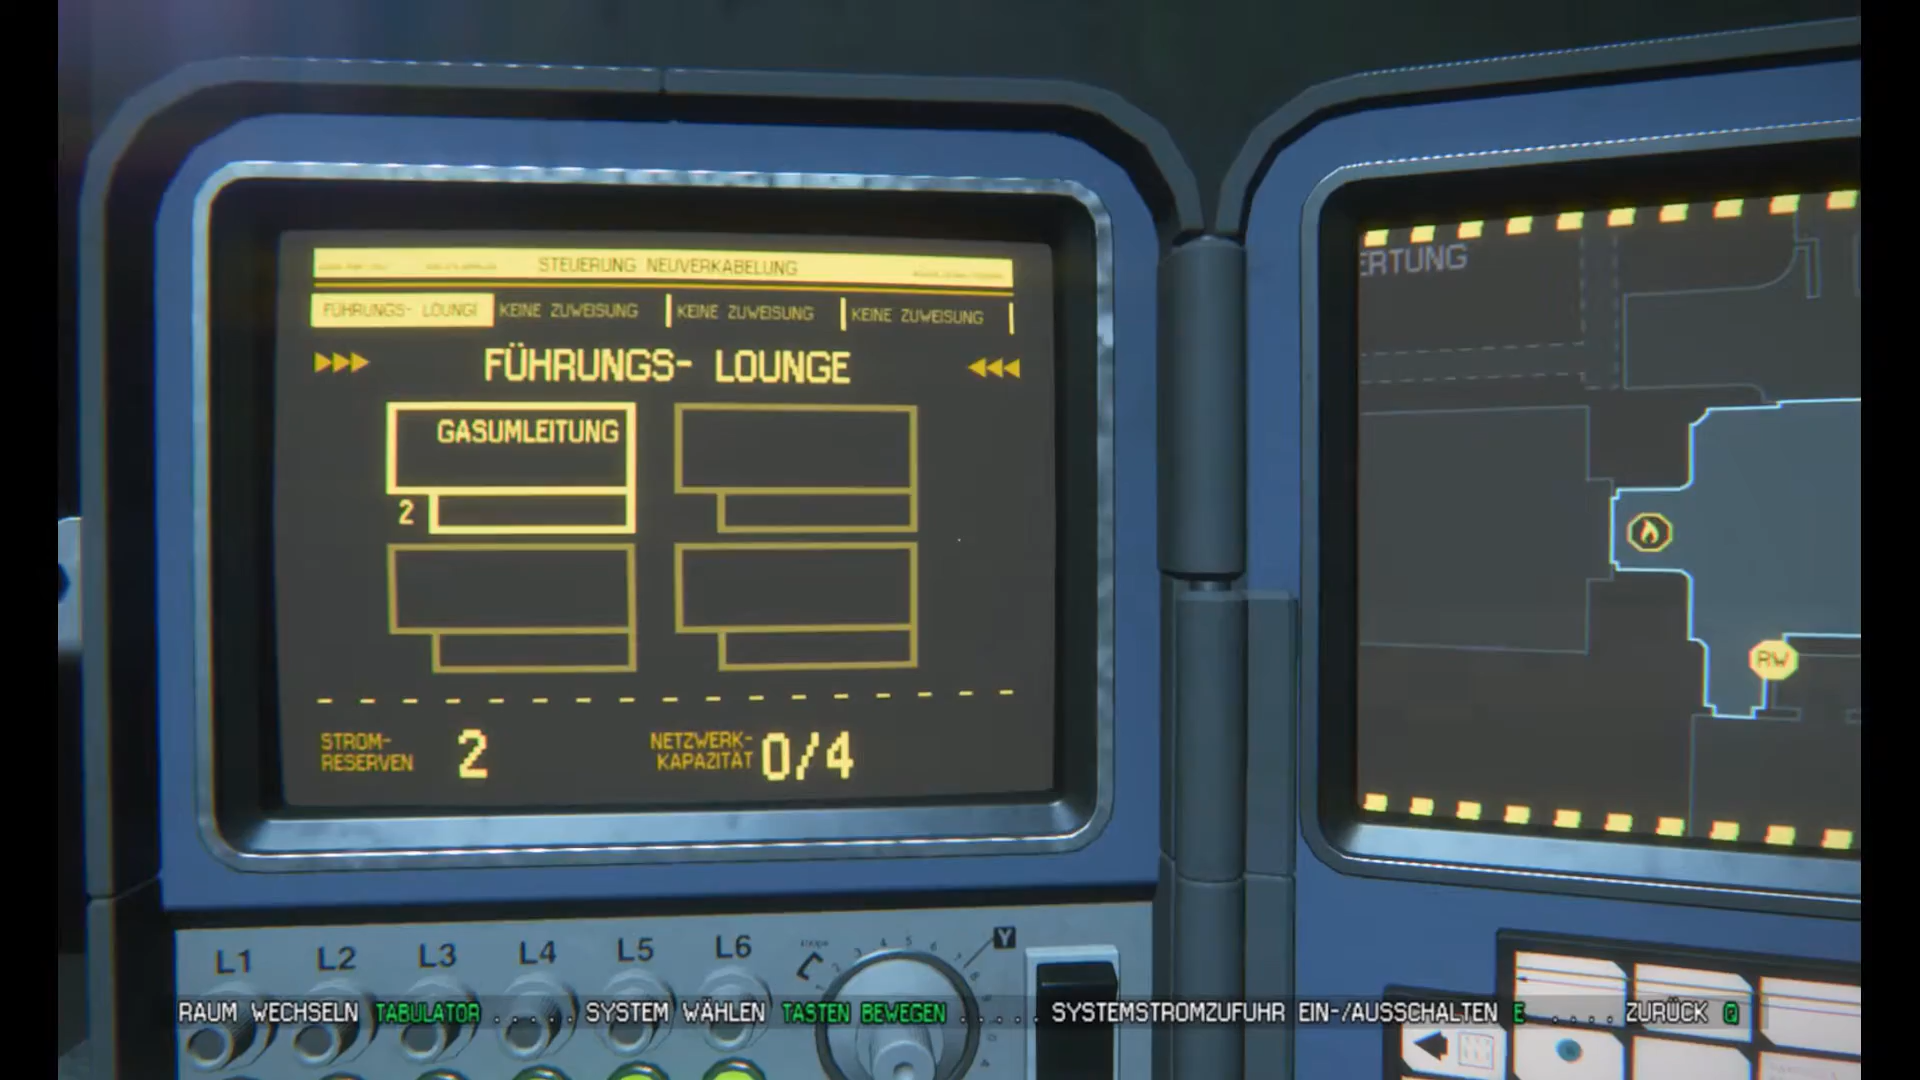 STEUERUNG NEUVERKABELUNG
FÜHRUNGS- LOUNGE KEINE ZUWEISUNG KEINE ZUWEISUNG KEINE ZUWEISUNG
FÜHRUNGS- LOUNGE
GASUMLEITUNG
2
STROM-
RESERVEN 2
NETZWERK-
KAPAZITÄT 0/4
ERTUNG
RW
L1 L2 L3 L4 L5 L6
Y
RAUM WECHSELN TABULATOR ..... SYSTEM WÄHLEN TASTEN BEWEGEN ..... SYSTEMSTROMZUFUHR EIN-/AUSSCHALTEN E ..... ZURÜCK Q